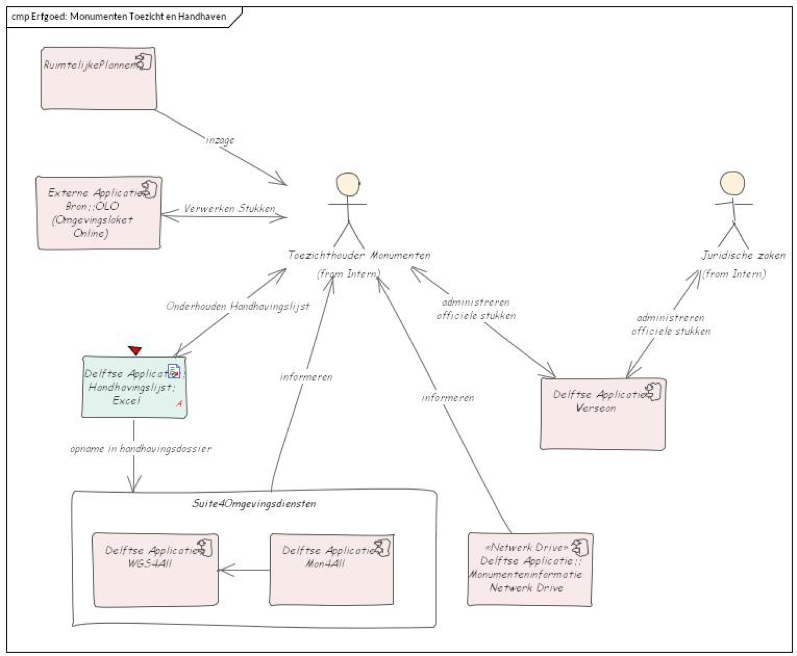 cmp Erfgoed: Monumenten Toezicht en Handhaven
RuimtelijkePlannen
inzage
Externe Applicatie
Bron::OLO
(Omgevingsloket
Online)
Verwerken Stukken
Toezichthouder Monumenten
(from Intern)
Juridische zaken
(from Intern)
Onderhouden Handhavingslijst
administreren
officiele stukken
administreren
officiele stukken
Delftse Applicatie:
Handhavingslijst;
Excel
A
informeren
informeren
Delftse Applicatie
Verseon
opname in handhavingsdossier
Suite4Omgevingsdiensten
Delftse Applicatie
WGS4All
Delftse Applicatie
Mon4All
«Netwerk Drive»
Delftse Applicatie::
Monumenteninformatie
Netwerk Drive